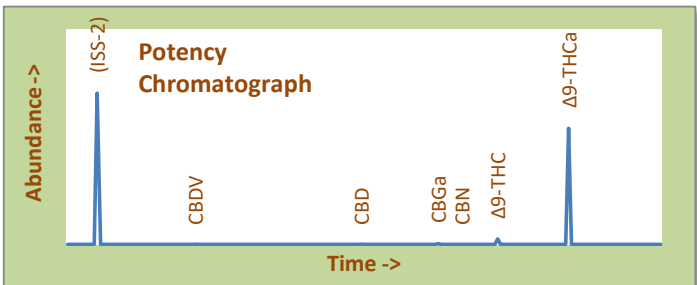 Abundance ->
(ISS-2)
Potency
Chromatograph
CBDV
CBD
CBGa
CBN
Δ9-THC
Δ9-THCa
Time ->